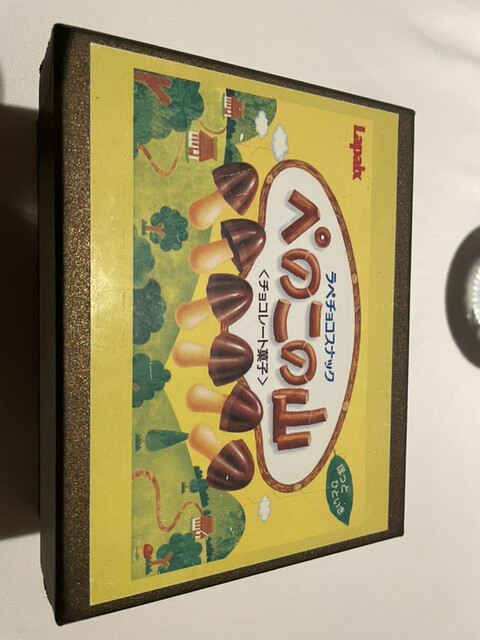 Lapaix
ラペチョコスナック
ぺのこの山
<チョコレート菓子>
ほっと
ひといき